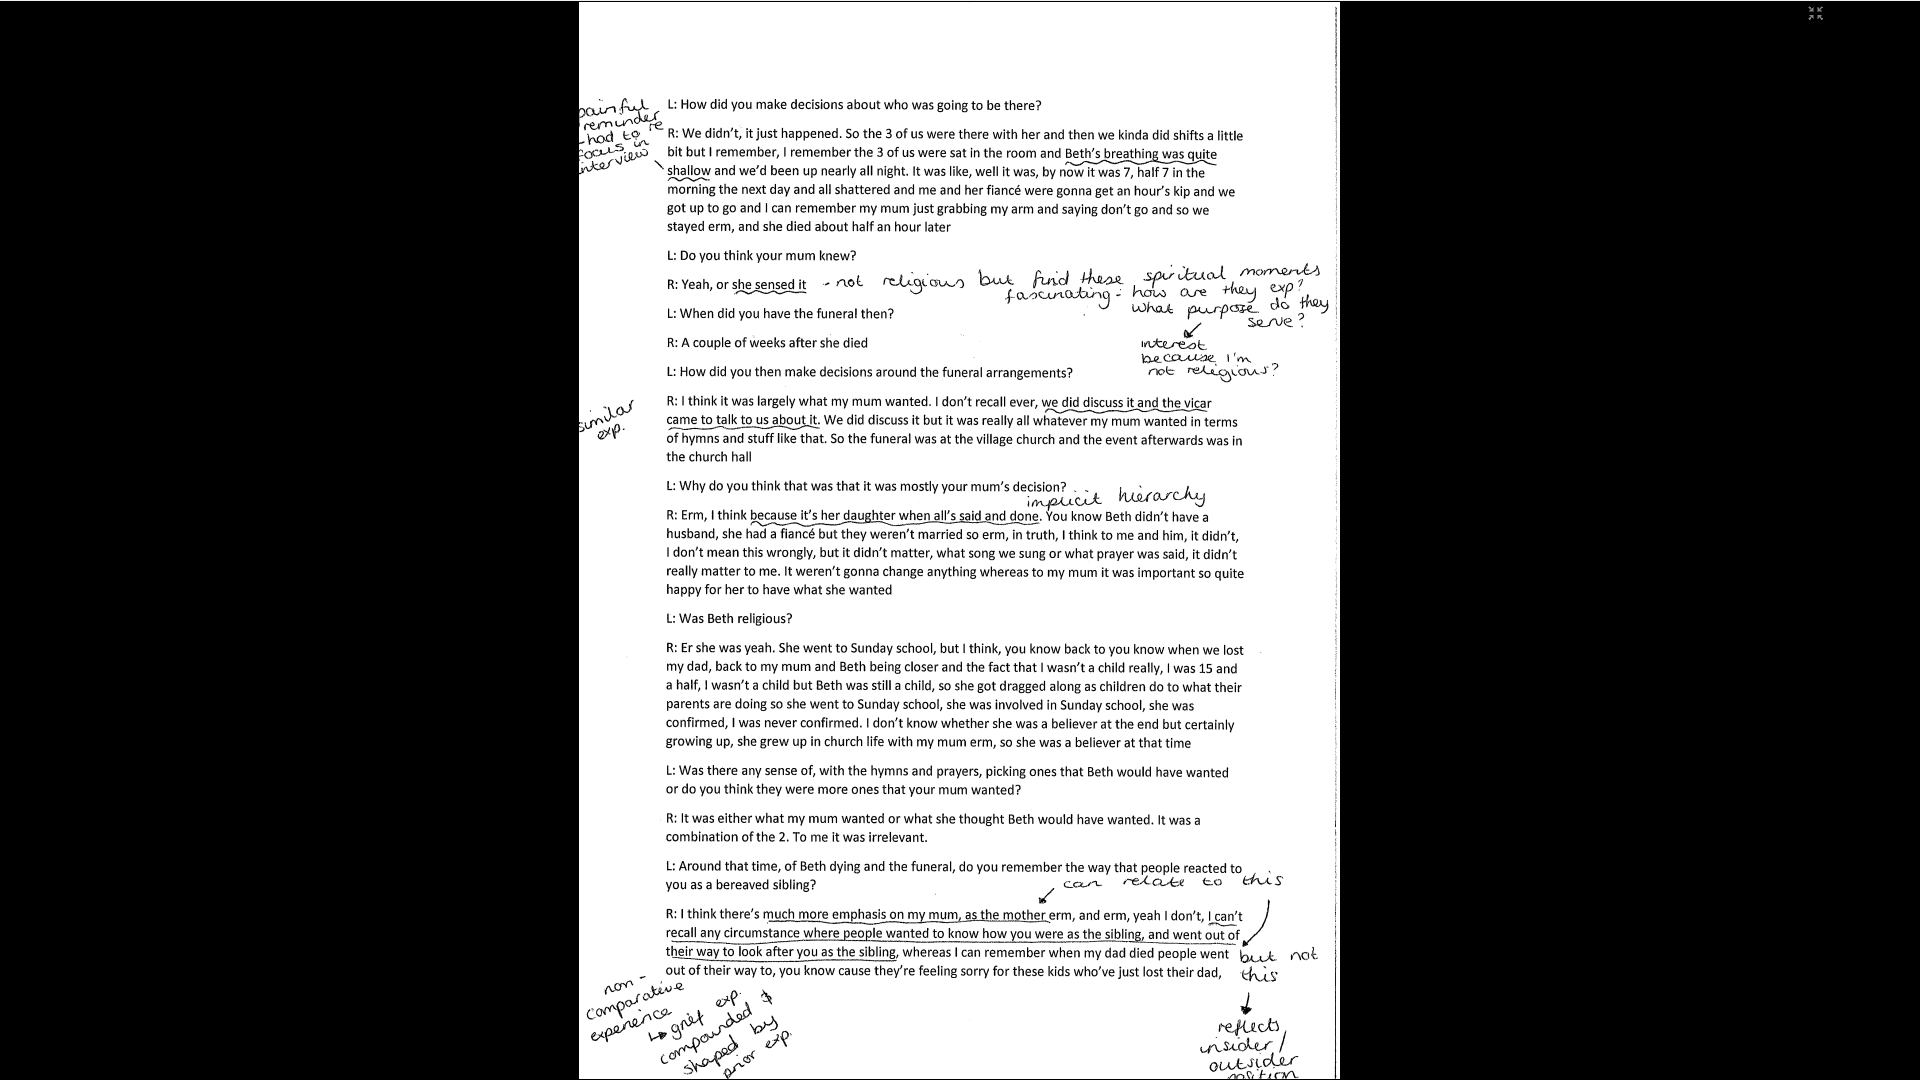 painful
reminder
- had to re
focus in
interview
L: How did you make decisions about who was going to be there?
R: We didn't, it just happened. So the 3 of us were there with her and then we kinda did shifts a little
bit but I remember, I remember the 3 of us were sat in the room and Beth's breathing was quite
shallow and we'd been up nearly all night. It was like, well it was, by now it was 7, half 7 in the
morning the next day and all shattered and me and her fiancé were gonna get an hour's kip and we
got up to go and I can remember my mum just grabbing my arm and saying don't go and so we
stayed erm, and she died about half an hour later
L: Do you think your mum knew?
R: Yeah, or she sensed it
- not religious but find these spiritual moments
fascinating - how are they exp?
what purpose do they
serve?
interest
because I'm
not religious?
L: When did you have the funeral then?
R: A couple of weeks after she died
L: How did you then make decisions around the funeral arrangements?
similar
exp.
R: I think it was largely what my mum wanted. I don't recall ever, we did discuss it and the vicar
came to talk to us about it. We did discuss it but it was really all whatever my mum wanted in terms
of hymns and stuff like that. So the funeral was at the village church and the event afterwards was in
the church hall
L: Why do you think that was that it was mostly your mum's decision?
implicit hierarchy
R: Erm, I think because it's her daughter when all's said and done. You know Beth didn't have a
husband, she had a fiancé but they weren't married so erm, in truth, I think to me and him, it didn't,
I don't mean this wrongly, but it didn't matter, what song we sung or what prayer was said, it didn't
really matter to me. It weren't gonna change anything whereas to my mum it was important so quite
happy for her to have what she wanted
L: Was Beth religious?
R: Er she was yeah. She went to Sunday school, but I think, you know back to you know when we lost
my dad, back to my mum and Beth being closer and the fact that I wasn't a child really, I was 15 and
a half, I wasn't a child but Beth was still a child, so she got dragged along as children do to what their
parents are doing so she went to Sunday school, she was involved in Sunday school, she was
confirmed, I was never confirmed. I don't know whether she was a believer at the end but certainly
growing up, she grew up in church life with my mum erm, so she was a believer at that time
L: Was there any sense of, with the hymns and prayers, picking ones that Beth would have wanted
or do you think they were more ones that your mum wanted?
R: It was either what my mum wanted or what she thought Beth would have wanted. It was a
combination of the 2. To me it was irrelevant.
L: Around that time, of Beth dying and the funeral, do you remember the way that people reacted to
you as a bereaved sibling?
can relate to this
R: I think there's much more emphasis on my mum, as the mother erm, and erm, yeah I don't, I can't
recall any circumstance where people wanted to know how you were as the sibling, and went out of
their way to look after you as the sibling, whereas I can remember when my dad died people went
out of their way to, you know cause they're feeling sorry for these kids who've just lost their dad,
but not
this
reflects
insider/
outsider
position
non-
comparative
experience
↳ grief exp.
compounded &
shaped by
prior exp.